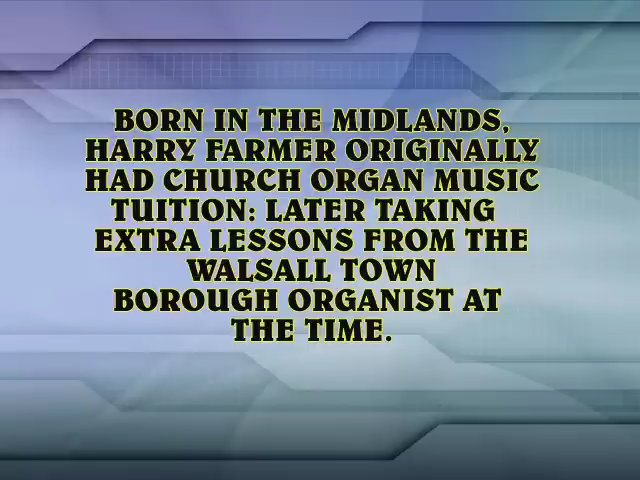 BORN IN THE MIDLANDS,
HARRY FARMER ORIGINALLY
HAD CHURCH ORGAN MUSIC
TUITION: LATER TAKING
EXTRA LESSONS FROM THE
WALSALL TOWN
BOROUGH ORGANIST AT
THE TIME.